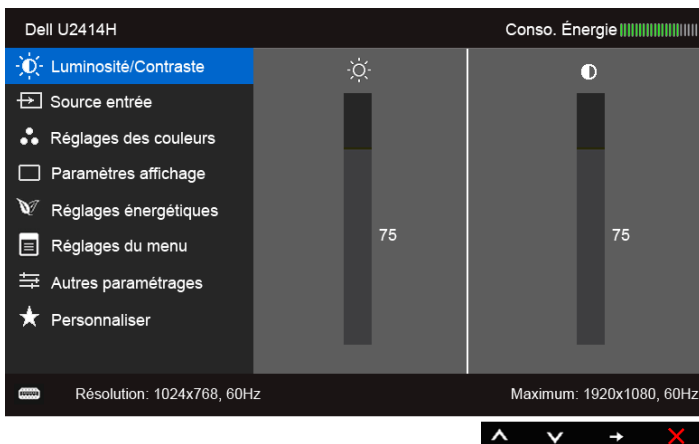 Dell U2414H
Conso. Énergie
Luminosité/Contraste
Source entrée
Réglages des couleurs
Paramètres affichage
Réglages énergétiques
Réglages du menu
Autres paramétrages
Personnaliser
75
75
Résolution: 1024x768, 60Hz
Maximum: 1920x1080, 60Hz